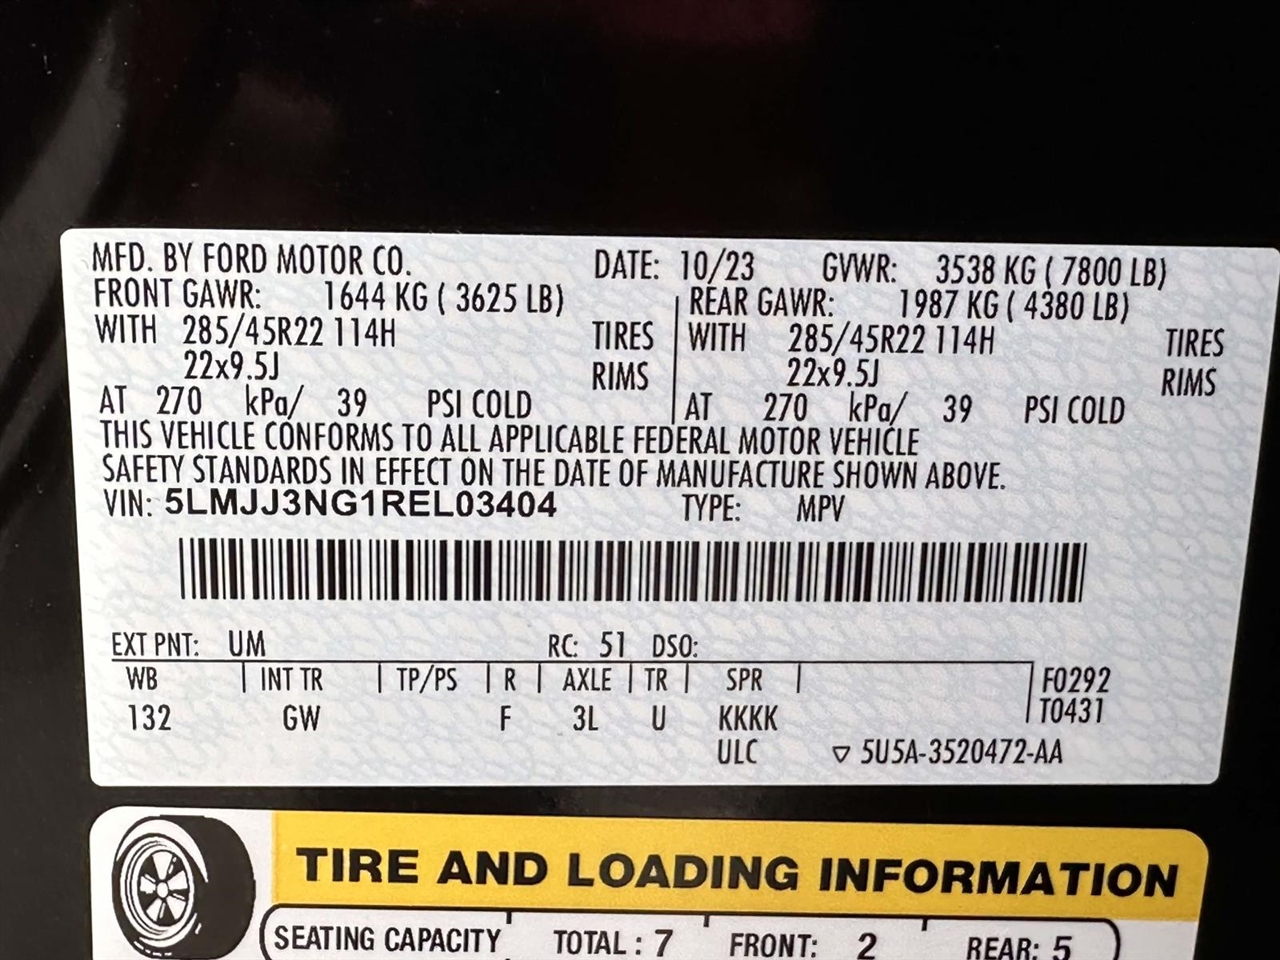 MFD. BY FORD MOTOR CO. DATE: 10/23 GVWR: 3538 KG ( 7800 LB)
FRONT GAWR: 1644 KG ( 3625 LB) REAR GAWR: 1987 KG ( 4380 LB)
WITH 285/45R22 114H TIRES WITH 285/45R22 114H TIRES
22x9.5J RIMS 22x9.5J RIMS
AT 270 kPa/ 39 PSI COLD AT 270 kPa/ 39 PSI COLD
THIS VEHICLE CONFORMS TO ALL APPLICABLE FEDERAL MOTOR VEHICLE
SAFETY STANDARDS IN EFFECT ON THE DATE OF MANUFACTURE SHOWN ABOVE.
VIN: 5LMJJ3NG1REL03404 TYPE: MPV
EXT PNT: UM RC: 51 DSO:
WB INT TR TP/PS R AXLE TR SPR F0292
132 GW F 3L U KKKK T0431
ULC ▽ 5U5A-3520472-AA
TIRE AND LOADING INFORMATION
SEATING CAPACITY TOTAL : 7 FRONT: 2 REAR: 5